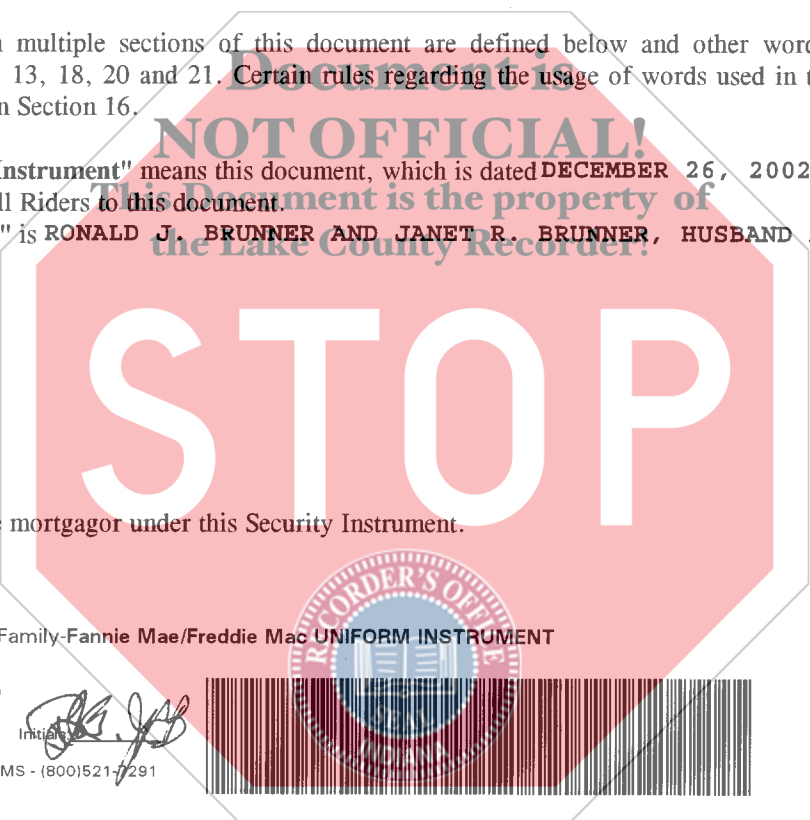 multiple sections of this document are defined below and other wor
13, 18, 20 and 21. Certain rules regarding the usage of words used in
n Section 16.
Document is
NOT OFFICIAL!
This Document is the property of
the Lake County Recorder!
Instrument" means this document, which is dated DECEMBER 26, 2002
ll Riders to this document.
" is RONALD J. BRUNNER AND JANET R. BRUNNER, HUSBAND
STOP
mortgagor under this Security Instrument.
RECORDER'S OFFICE
SEAL
INDIANA
Family-Fannie Mae/Freddie Mac UNIFORM INSTRUMENT
Initials:
MS - (800)521-7291